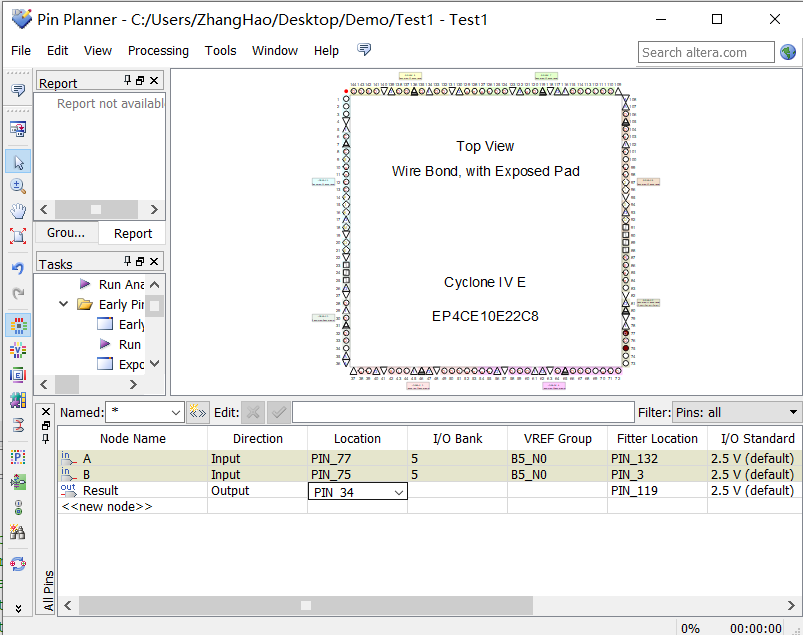 Pin Planner - C:/Users/ZhangHao/Desktop/Demo/Test1 - Test1
File Edit View Processing Tools Window Help
Search altera.com
Report
Report not available
Grou... Report
Tasks
Run Ana
Early Pin
Early
Run
Expo
Top View
Wire Bond, with Exposed Pad
Cyclone IV E
EP4CE10E22C8
Named: * Edit: Filter: Pins: all
Node Name Direction Location I/O Bank VREF Group Fitter Location I/O Standard
in A Input PIN_77 5 B5_N0 PIN_132 2.5 V (default)
in B Input PIN_75 5 B5_N0 PIN_3 2.5 V (default)
out Result Output PIN_34 PIN_119 2.5 V (default)
<<new node>>
All Pins
0% 00:00:00